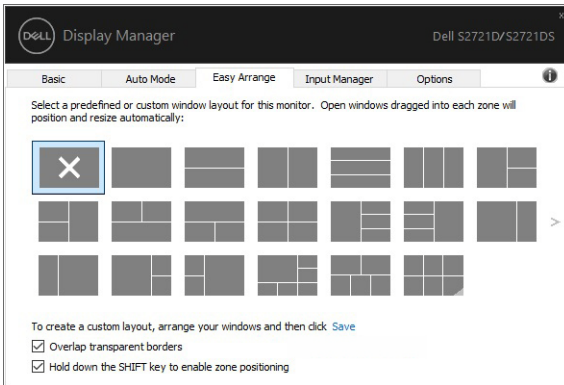 DELL Display Manager Dell S2721D/S2721DS
Basic Auto Mode Easy Arrange Input Manager Options
Select a predefined or custom window layout for this monitor. Open windows dragged into each zone will
position and resize automatically:
To create a custom layout, arrange your windows and then click Save
Overlap transparent borders
Hold down the SHIFT key to enable zone positioning